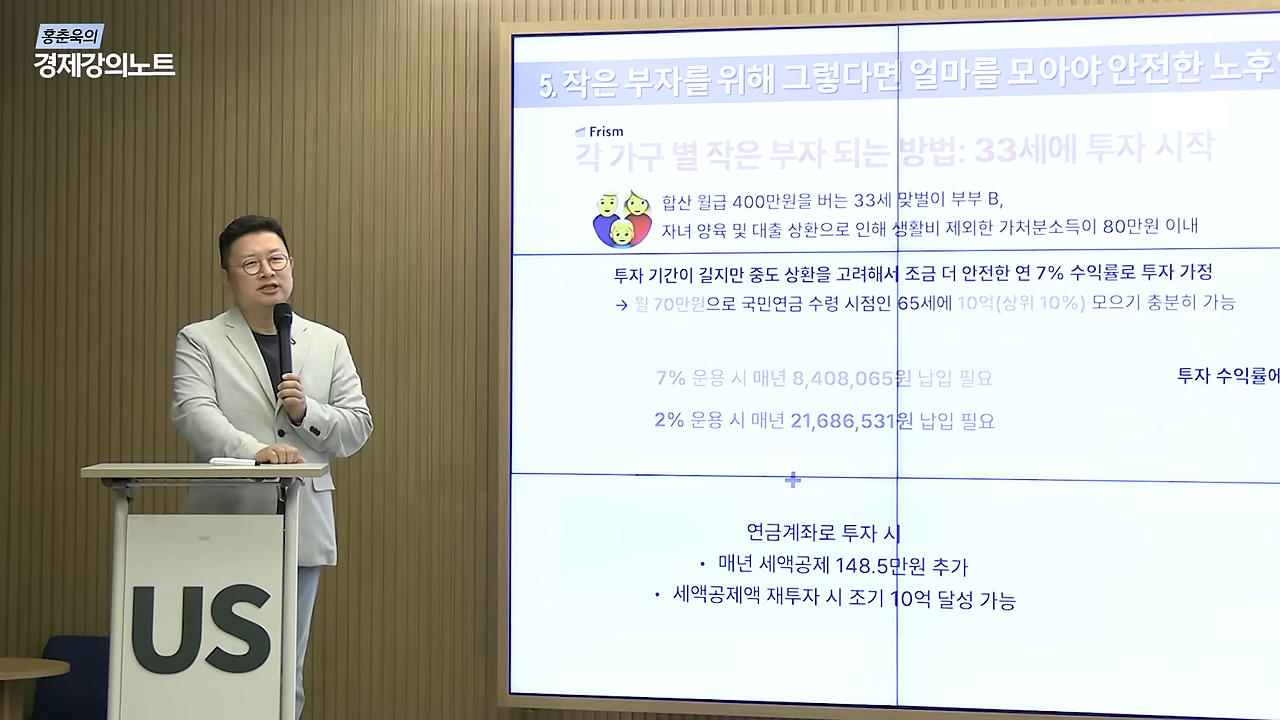 홍춘욱의
경제강의노트
5. 작은 부자를 위해 그렇다면 얼마를 모아야 안전한 노후
Frism
각 가구 별 작은 부자 되는 방법: 33세에 투자 시작
합산 월급 400만원을 버는 33세 맞벌이 부부 B,
자녀 양육 및 대출 상환으로 인해 생활비 제외한 가처분소득이 80만원 이내
투자 기간이 길지만 중도 상환을 고려해서 조금 더 안전한 연 7% 수익률로 투자 가정
→ 월 70만원으로 국민연금 수령 시점인 65세에 10억(상위 10%) 모으기 충분히 가능
7% 운용 시 매년 8,408,065원 납입 필요
투자 수익률에
2% 운용 시 매년 21,686,531원 납입 필요
+
연금계좌로 투자 시
• 매년 세액공제 148.5만원 추가
• 세액공제액 재투자 시 조기 10억 달성 가능
US